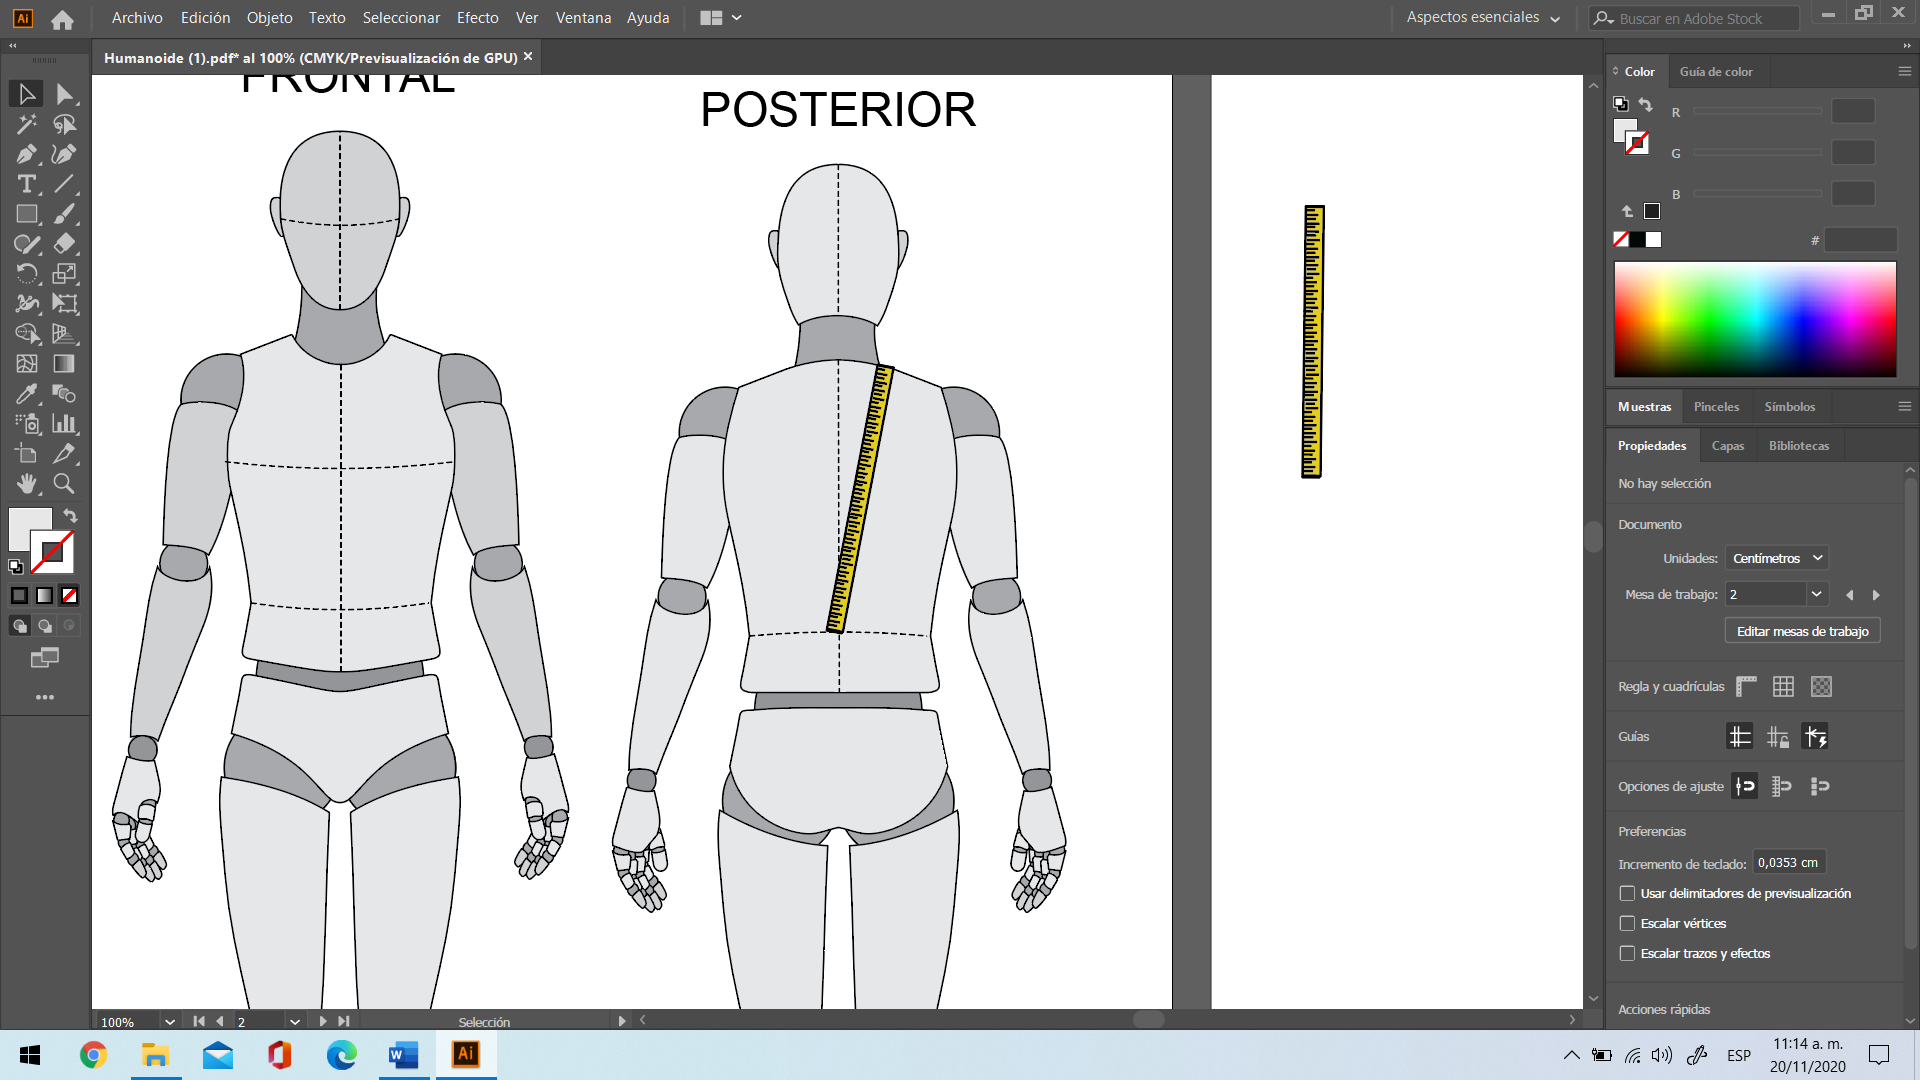 Ai
Archivo Edición Objeto Texto Seleccionar Efecto Ver Ventana Ayuda
Aspectos esenciales
Buscar en Adobe Stock
Humanoide (1).pdf* al 100% (CMYK/Previsualización de GPU)
FRONTAL
POSTERIOR
Color Guía de color
R
G
B
#
Muestras Pinceles Símbolos
Propiedades Capas Bibliotecas
No hay selección
Documento
Unidades: Centímetros
Mesa de trabajo: 2
Editar mesas de trabajo
Regla y cuadrículas
Guías
Opciones de ajuste
Preferencias
Incremento de teclado: 0,0353 cm
Usar delimitadores de previsualización
Escalar vértices
Escalar trazos y efectos
Acciones rápidas
100% 2 Selección
Ai
ESP
11:14 a. m.
20/11/2020